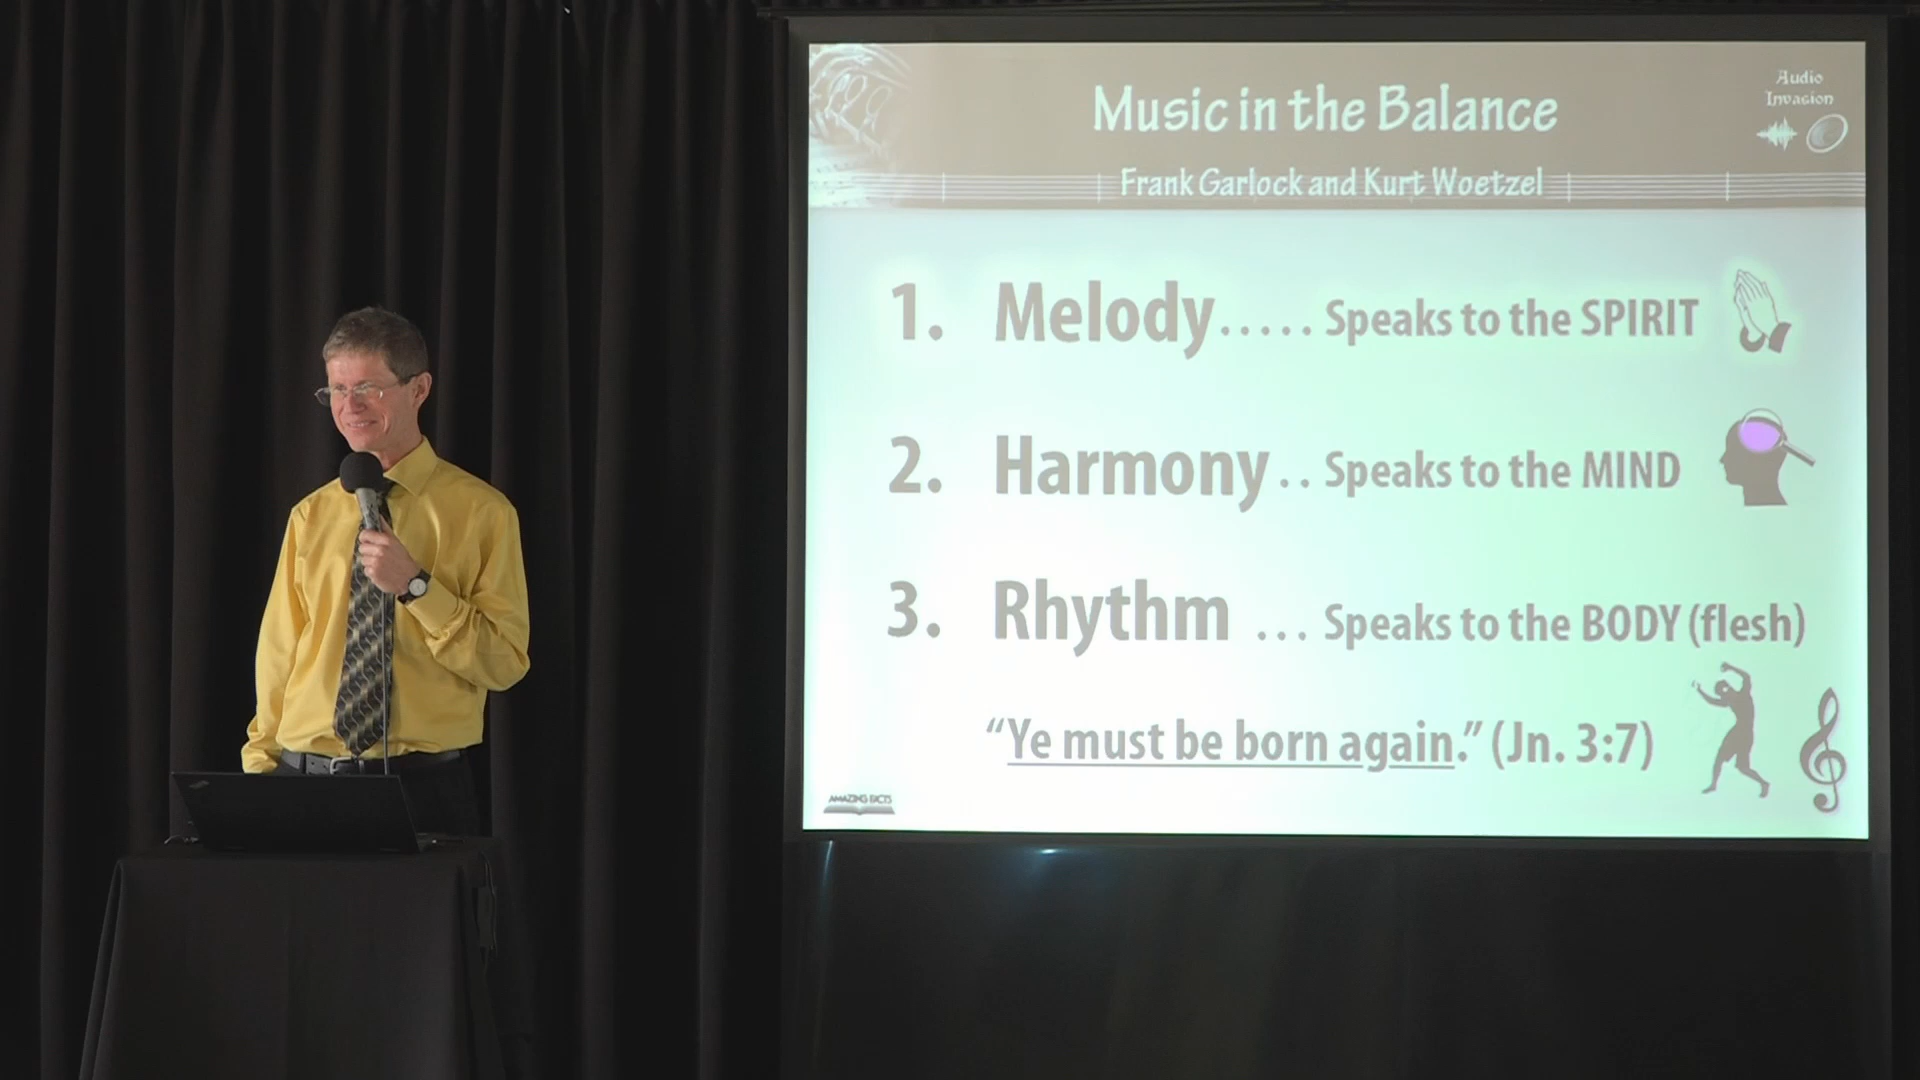 Music in the Balance
Frank Garlock and Kurt Woetzel
Audio
Invasion
1. Melody..... Speaks to the SPIRIT
2. Harmony.. Speaks to the MIND
3. Rhythm ... Speaks to the BODY (flesh)
“Ye must be born again.” (Jn. 3:7)
AMAZING FACTS